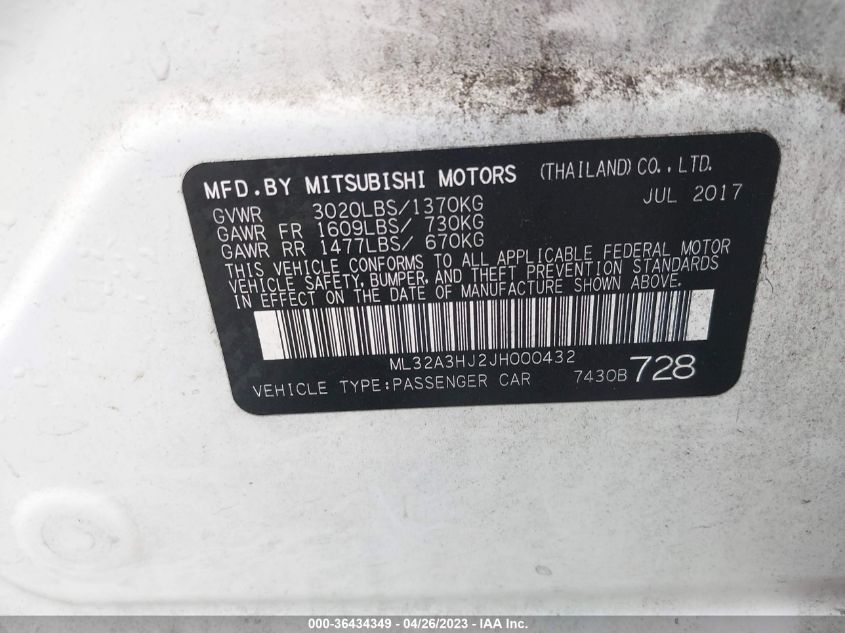 MFD.BY MITSUBISHI MOTORS (THAILAND) CO., LTD.
GVWR 3020LBS/1370KG JUL 2017
GAWR FR 1609LBS/ 730KG
GAWR RR 1477LBS/ 670KG
THIS VEHICLE CONFORMS TO ALL APPLICABLE FEDERAL MOTOR
VEHICLE SAFETY, BUMPER, AND THEFT PREVENTION STANDARDS
IN EFFECT ON THE DATE OF MANUFACTURE SHOWN ABOVE.
ML32A3HJ2JH000432
VEHICLE TYPE:PASSENGER CAR 7430B 728
000-36434349 - 04/26/2023 - IAA Inc.